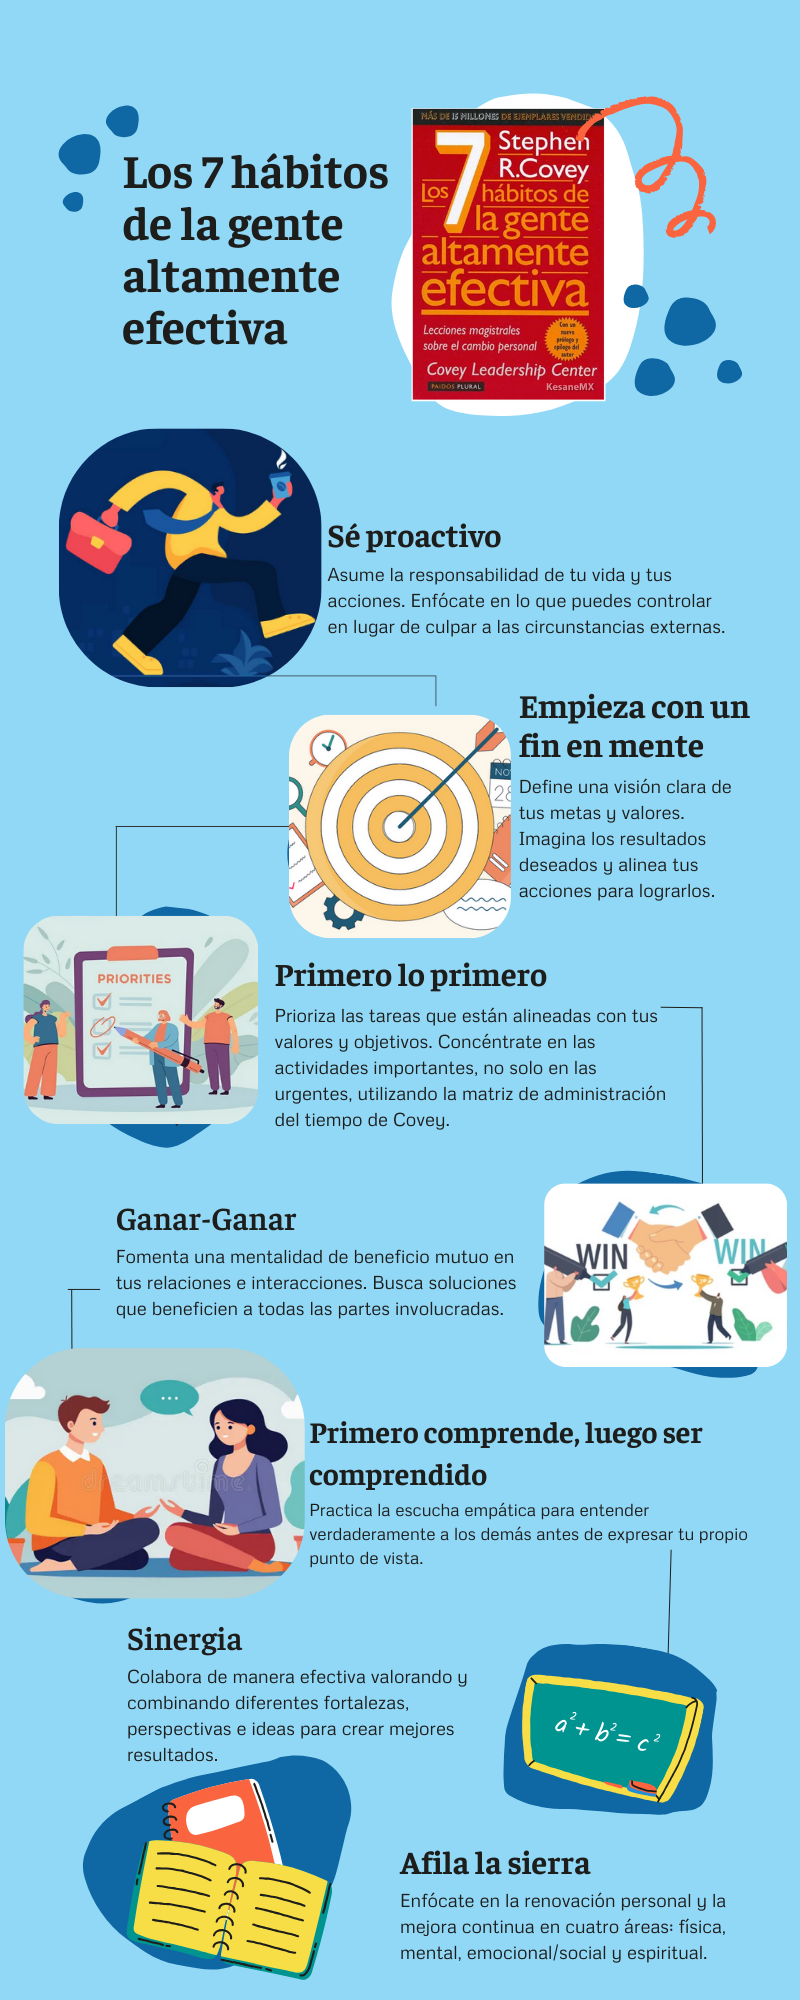 Los 7 hábitos
de la gente
altamente
efectiva
MÁS DE 15 MILLONES DE EJEMPLARES VENDIDOS
Stephen
R.Covey
Los 7 hábitos de
la gente
altamente
efectiva
Lecciones magistrales
sobre el cambio personal
Con un
nuevo
prólogo y
epílogo del
autor
Covey Leadership Center
PAIDÓS PLURAL
KesaneMX
Sé proactivo
Asume la responsabilidad de tu vida y tus
acciones. Enfócate en lo que puedes controlar
en lugar de culpar a las circunstancias externas.
Empieza con un
fin en mente
NO
28
Define una visión clara de
tus metas y valores.
Imagina los resultados
deseados y alinea tus
acciones para lograrlos.
PRIORITIES
Primero lo primero
Prioriza las tareas que están alineadas con tus
valores y objetivos. Concéntrate en las
actividades importantes, no solo en las
urgentes, utilizando la matriz de administración
del tiempo de Covey.
Ganar-Ganar
Fomenta una mentalidad de beneficio mutuo en
tus relaciones e interacciones. Busca soluciones
que beneficien a todas las partes involucradas.
WIN
WIN
Primero comprende, luego ser
comprendido
Practica la escucha empática para entender
verdaderamente a los demás antes de expresar tu propio
punto de vista.
dreamstime
Sinergia
Colabora de manera efectiva valorando y
combinando diferentes fortalezas,
perspectivas e ideas para crear mejores
resultados.
a² + b² = c²
Afila la sierra
Enfócate en la renovación personal y la
mejora continua en cuatro áreas: física,
mental, emocional/social y espiritual.